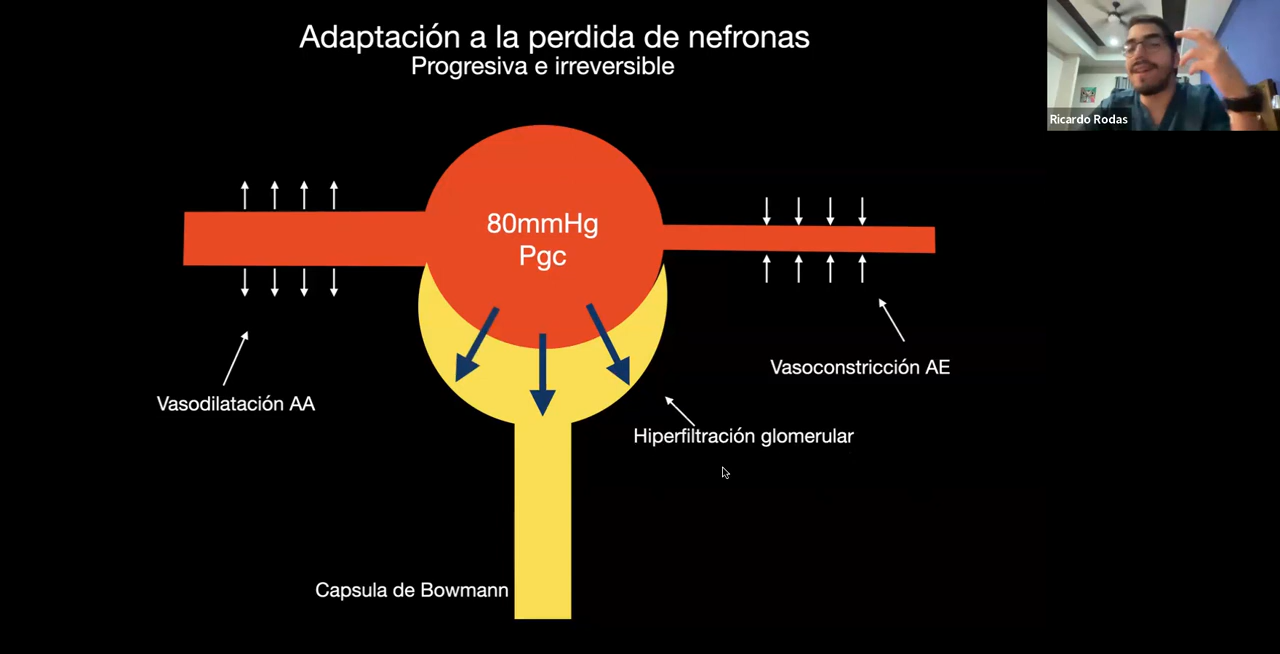 Adaptación a la perdida de nefronas
Progresiva e irreversible
Ricardo Rodas
80mmHg
Pgc
Vasodilatación AA
Vasoconstricción AE
Hiperfiltración glomerular
Capsula de Bowmann